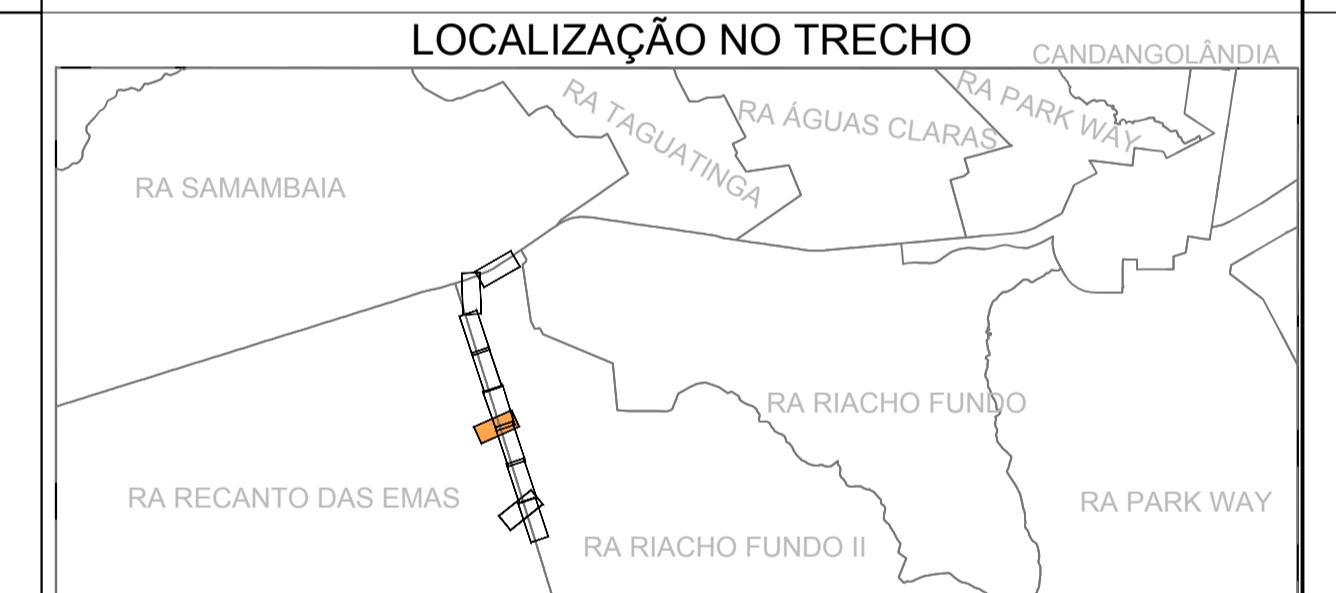 LOCALIZAÇÃO NO TRECHO
CANDANGOLÂNDIA
RA TAGUATINGA
RA ÁGUAS CLARAS
RA PARK WAY
RA SAMAMBAIA
RA RIACHO FUNDO
RA RECANTO DAS EMAS
RA PARK WAY
RA RIACHO FUNDO II